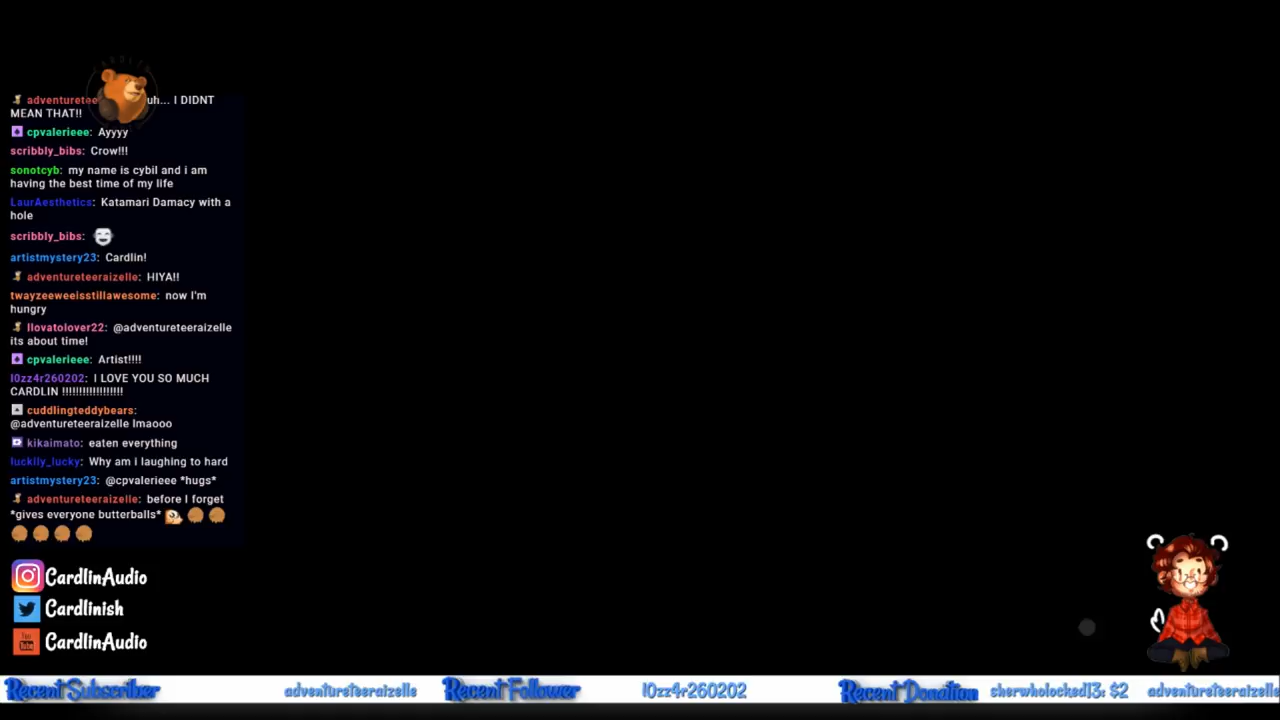 adventuretee uh... I DIDNT
MEAN THAT!!
cpvalerieee: Ayyyy
scribbly_bibs: Crow!!!
sonotcyb: my name is cybil and i am
having the best time of my life
LaurAesthetics: Katamari Damacy with a
hole
scribbly_bibs:
artistmystery23: Cardlin!
adventureteeraizelle: HIYA!!
twayzeeweeisstillawesome: now I'm
hungry
llovatolover22: @adventureteeraizelle
its about time!
cpvalerieee: Artist!!!!
l0zz4r260202: I LOVE YOU SO MUCH
CARDLIN !!!!!!!!!!!!!!!!!!
cuddlingteddybears:
@adventureteeraizelle lmaooo
kikaimato: eaten everything
luckily_lucky: Why am i laughing to hard
artistmystery23: @cpvalerieee *hugs*
adventureteeraizelle: before I forget
*gives everyone butterballs*
CardlinAudio
Cardlinish
You Tube CardlinAudio
Recent Subscriber adventureteeraizelle Recent Follower l0zz4r260202 Recent Donation sherwholocked13: $2 adventureteeraizelle